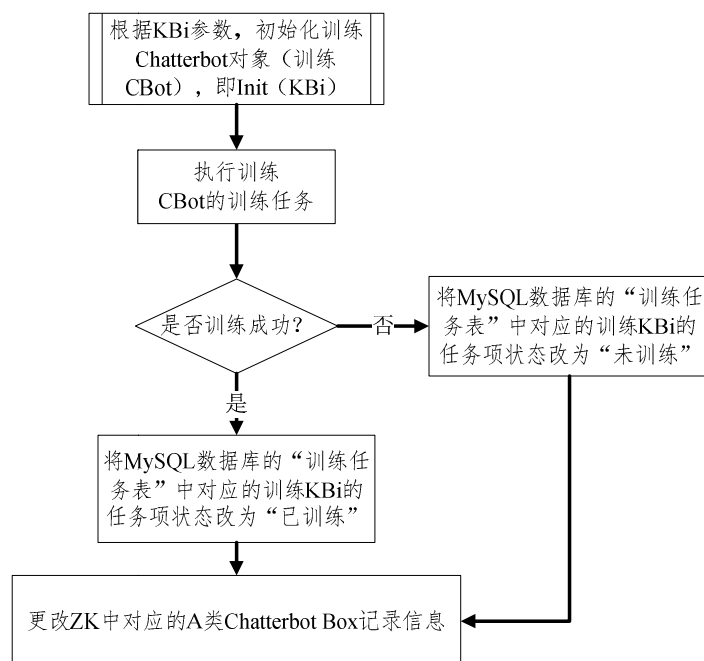 根据KBi参数，初始化训练
Chatterbot对象（训练
CBot），即Init（KBi）
执行训练
CBot的训练任务
是否训练成功？
否
将MySQL数据库的“训练任
务表”中对应的训练KBi的
任务项状态改为“未训练”
是
将MySQL数据库的“训练任
务表”中对应的训练KBi的
任务项状态改为“已训练”
更改ZK中对应的A类Chatterbot Box记录信息